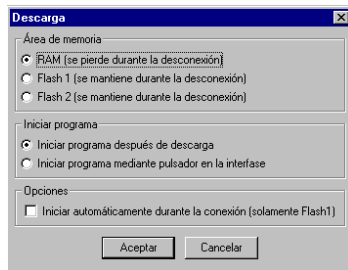 Descarga
Área de memoria
RAM (se pierde durante la desconexión)
Flash 1 (se mantiene durante la desconexión)
Flash 2 (se mantiene durante la desconexión)
Iniciar programa
Iniciar programa después de descarga
Iniciar programa mediante pulsador en la interfase
Opciones
Iniciar automáticamente durante la conexión (solamente Flash1)
Aceptar
Cancelar